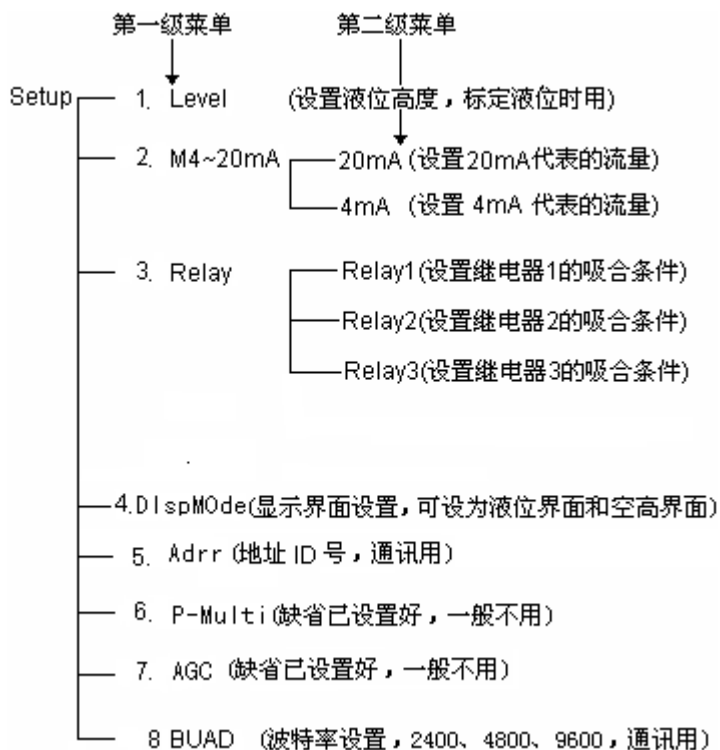 第一级菜单 第二级菜单
Setup 1. Level (设置液位高度，标定液位时用)
2. M4~20mA 20mA (设置20mA代表的流量)
4mA (设置 4mA 代表的流量)
3. Relay Relay1(设置继电器1的吸合条件)
Relay2(设置继电器2的吸合条件)
Relay3(设置继电器3的吸合条件)
4.DIspMOde(显示界面设置，可设为液位界面和空高界面)
5. Adrr (地址 ID 号，通讯用)
6. P-Multi(缺省已设置好，一般不用)
7. AGC (缺省已设置好，一般不用)
8 BUAD (波特率设置，2400、4800、9600，通讯用)